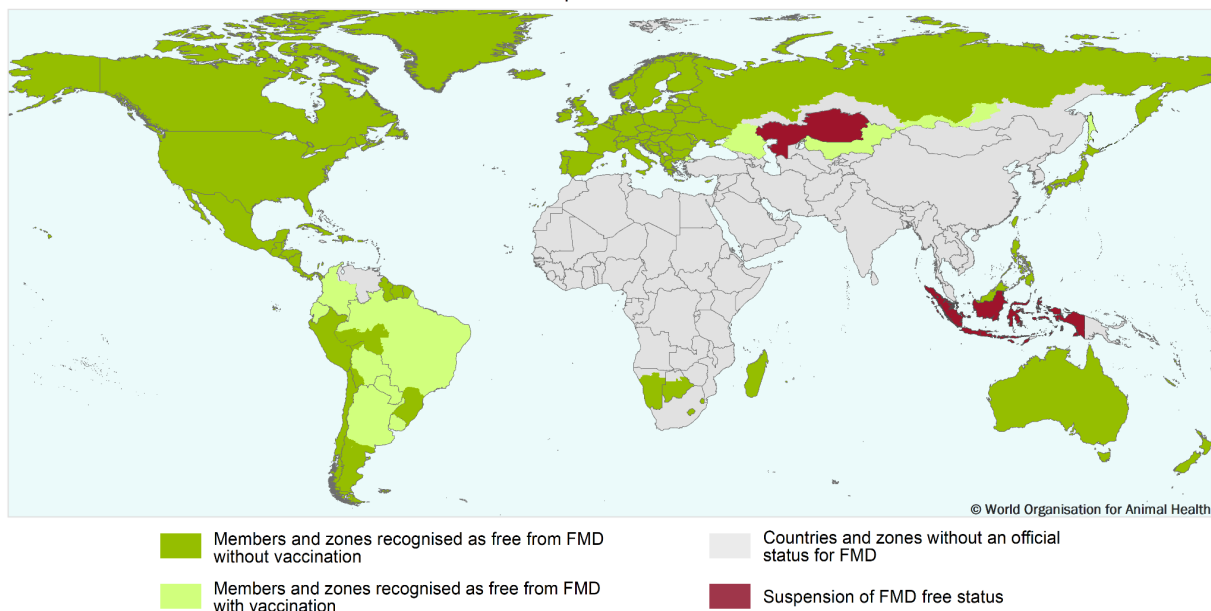 © World Organisation for Animal Health
Members and zones recognised as free from FMD
without vaccination
Countries and zones without an official
status for FMD
Members and zones recognised as free from FMD
with vaccination
Suspension of FMD free status